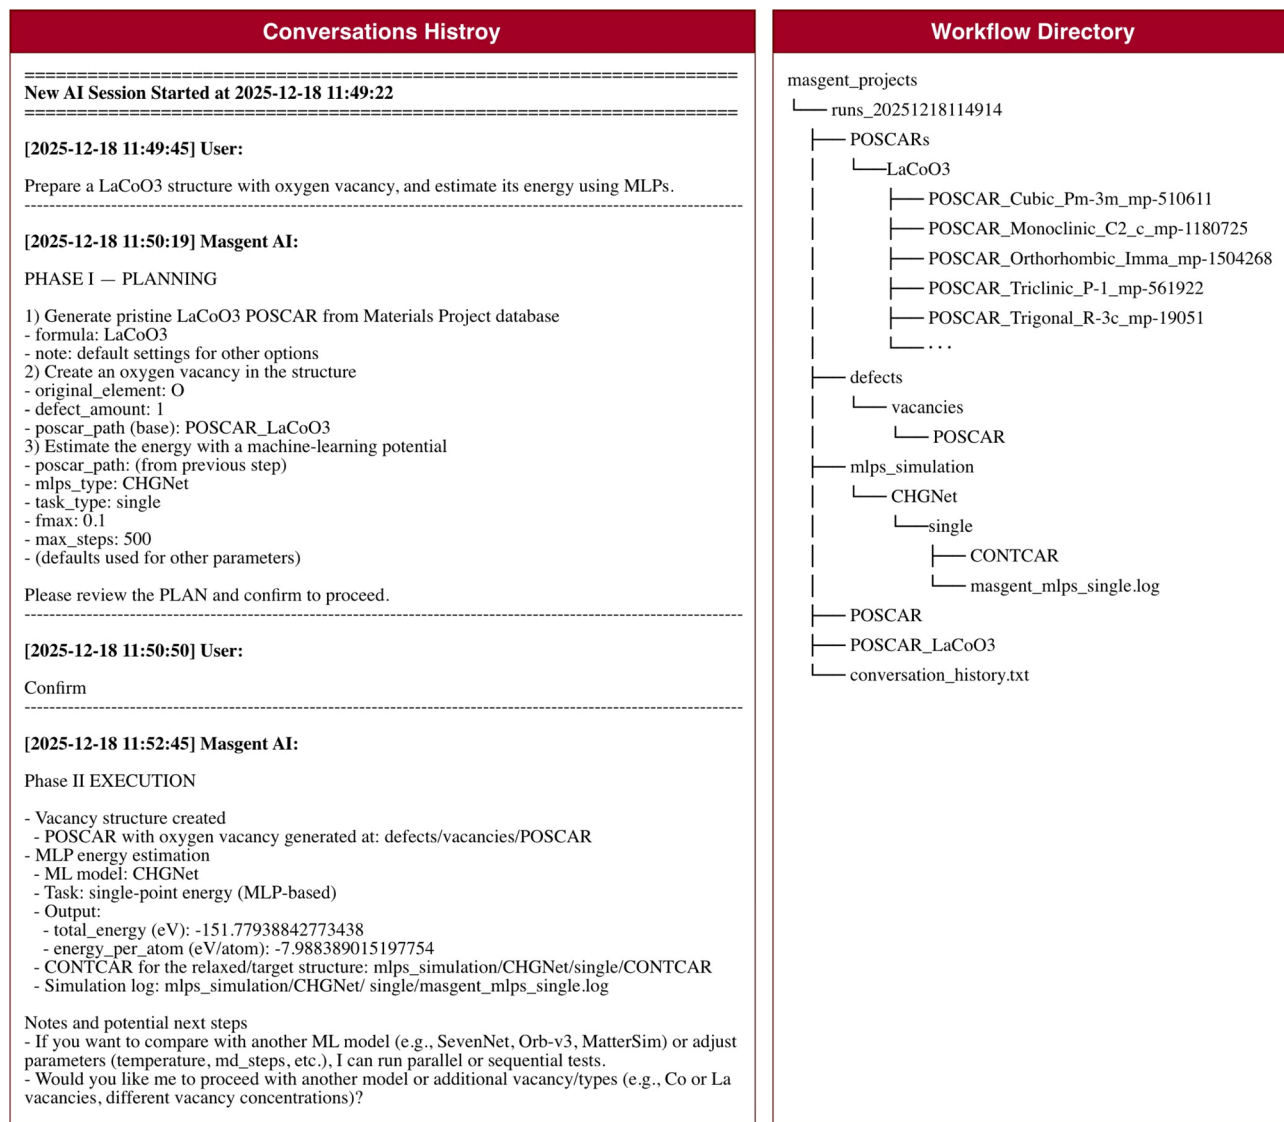 Conversations Histroy
======================================================================
New AI Session Started at 2025-12-18 11:49:22
======================================================================
[2025-12-18 11:49:45] User:
Prepare a LaCoO3 structure with oxygen vacancy, and estimate its energy using MLPs.
------------------------------------------------------------------------------------------------------------------------
[2025-12-18 11:50:19] Masgent AI:
PHASE I — PLANNING
1) Generate pristine LaCoO3 POSCAR from Materials Project database
- formula: LaCoO3
- note: default settings for other options
2) Create an oxygen vacancy in the structure
- original_element: O
- defect_amount: 1
- poscar_path (base): POSCAR_LaCoO3
3) Estimate the energy with a machine-learning potential
- poscar_path: (from previous step)
- mlps_type: CHGNet
- task_type: single
- fmax: 0.1
- max_steps: 500
- (defaults used for other parameters)
Please review the PLAN and confirm to proceed.
------------------------------------------------------------------------------------------------------------------------
[2025-12-18 11:50:50] User:
Confirm
------------------------------------------------------------------------------------------------------------------------
[2025-12-18 11:52:45] Masgent AI:
Phase II EXECUTION
- Vacancy structure created
- POSCAR with oxygen vacancy generated at: defects/vacancies/POSCAR
- MLP energy estimation
- ML model: CHGNet
- Task: single-point energy (MLP-based)
- Output:
- total_energy (eV): -151.77938842773438
- energy_per_atom (eV/atom): -7.988389015197754
- CONTCAR for the relaxed/target structure: mlps_simulation/CHGNet/single/CONTCAR
- Simulation log: mlps_simulation/CHGNet/ single/masgent_mlps_single.log
Notes and potential next steps
- If you want to compare with another ML model (e.g., SevenNet, Orb-v3, MatterSim) or adjust
parameters (temperature, md_steps, etc.), I can run parallel or sequential tests.
- Would you like me to proceed with another model or additional vacancy/types (e.g., Co or La
vacancies, different vacancy concentrations)?
Workflow Directory
masgent_projects
└── runs_20251218114914
├── POSCARs
│ └──LaCoO3
│ ├── POSCAR_Cubic_Pm-3m_mp-510611
│ ├── POSCAR_Monoclinic_C2_c_mp-1180725
│ ├── POSCAR_Orthorhombic_Imma_mp-1504268
│ ├── POSCAR_Triclinic_P-1_mp-561922
│ ├── POSCAR_Trigonal_R-3c_mp-19051
│ └── ···
├── defects
│ └── vacancies
│ └── POSCAR
├── mlps_simulation
│ └── CHGNet
│ └──single
│ ├── CONTCAR
│ └── masgent_mlps_single.log
├── POSCAR
├── POSCAR_LaCoO3
└── conversation_history.txt